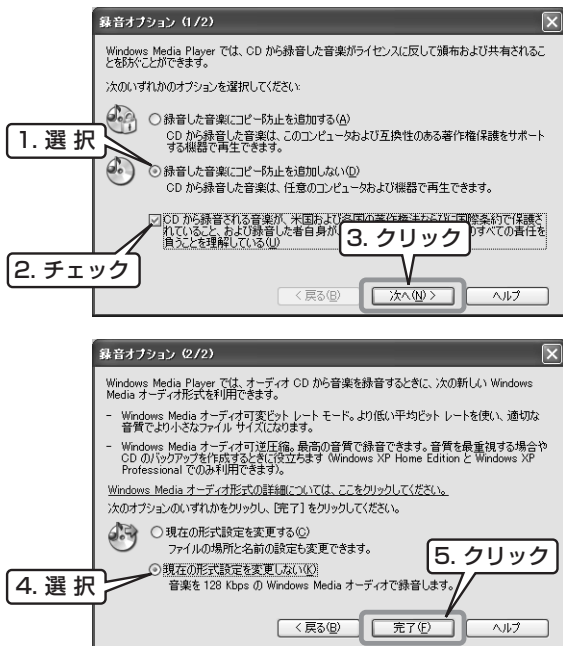 録音オプション (1/2)
Windows Media Player では、CD から録音した音楽がライセンスに反して頒布および共有されるこ
とを防ぐことができます。
次のいずれかのオプションを選択してください:
録音した音楽にコピー防止を追加する(A)
CD から録音した音楽は、このコンピュータおよび互換性のある著作権保護をサポート
する機器で再生できます。
1. 選 択
録音した音楽にコピー防止を追加しない(D)
CD から録音した音楽は、任意のコンピュータおよび機器で再生できます。
CD から録音される音楽が、米国および各国の著作権法ならびに国際条約で保護さ
れていること、および録音した者自身が、
のすべての責任を
負うことを理解している(U)
3. クリック
2. チェック
< 戻る(B)
次へ(N) >
ヘルプ
録音オプション (2/2)
Windows Media Player では、オーディオ CD から音楽を録音するときに、次の新しい Windows
Media オーディオ形式を利用できます。
- Windows Media オーディオ可変ビット レート モード。より低い平均ビット レートを使い、適切な
音質でより小さなファイル サイズになります。
- Windows Media オーディオ可逆圧縮。最高の音質で録音できます。音質を最重視する場合や
CD のバックアップを作成するときに役立ちます (Windows XP Home Edition と Windows XP
Professional でのみ利用できます)。
Windows Media オーディオ形式の詳細については、ここをクリックしてください。
次のオプションのいずれかをクリックし、[完了] をクリックしてください。
現在の形式設定を変更する(C)
ファイルの場所と名前の設定も変更できます。
5. クリック
4. 選 択
現在の形式設定を変更しない(K)
音楽を 128 Kbps の Windows Media オーディオで録音します。
< 戻る(B)
完了(F)
ヘルプ